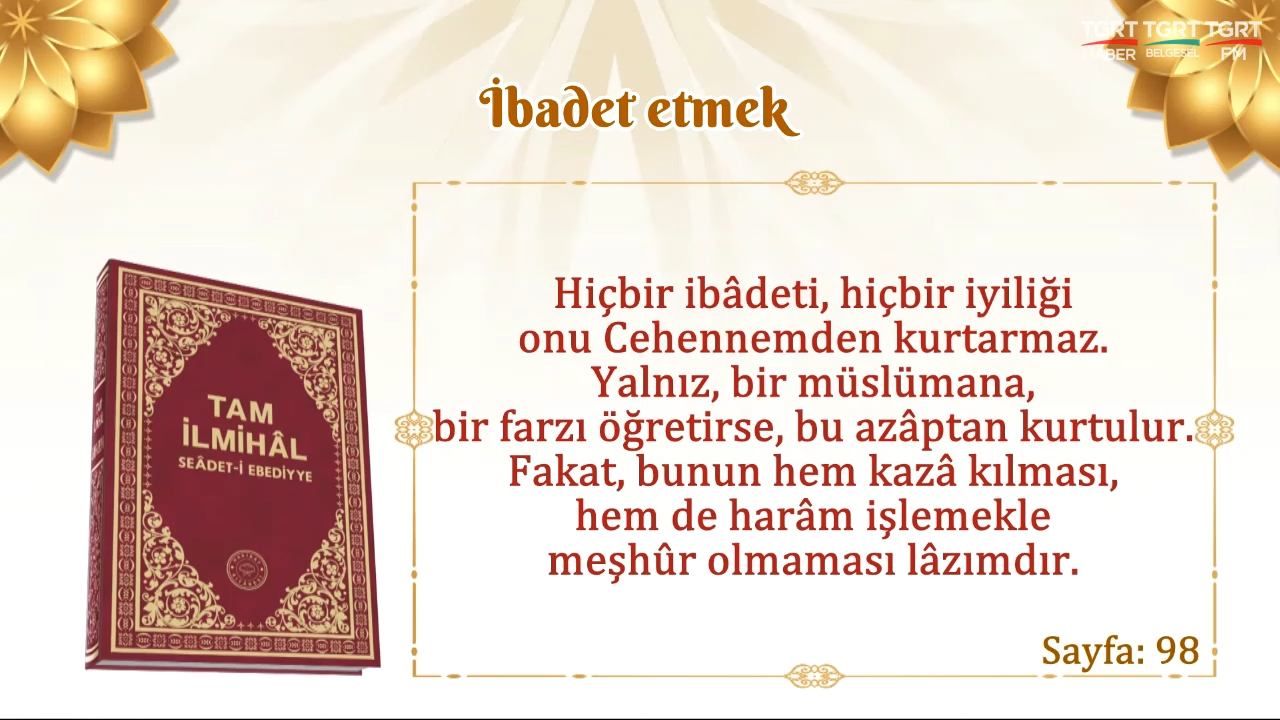 TGRT HABER TGRT BELGESEL TGRT FM
İbadet etmek
Hiçbir ibâdeti, hiçbir iyiliği
onu Cehennemden kurtarmaz.
Yalnız, bir müslümana,
bir farzı öğretirse, bu azâptan kurtulur.
Fakat, bunun hem kazâ kılması,
hem de harâm işlemekle
meşhûr olmaması lâzımdır.
Sayfa: 98
TAM
İLMİHÂL
SEÂDET-İ EBEDİYYE